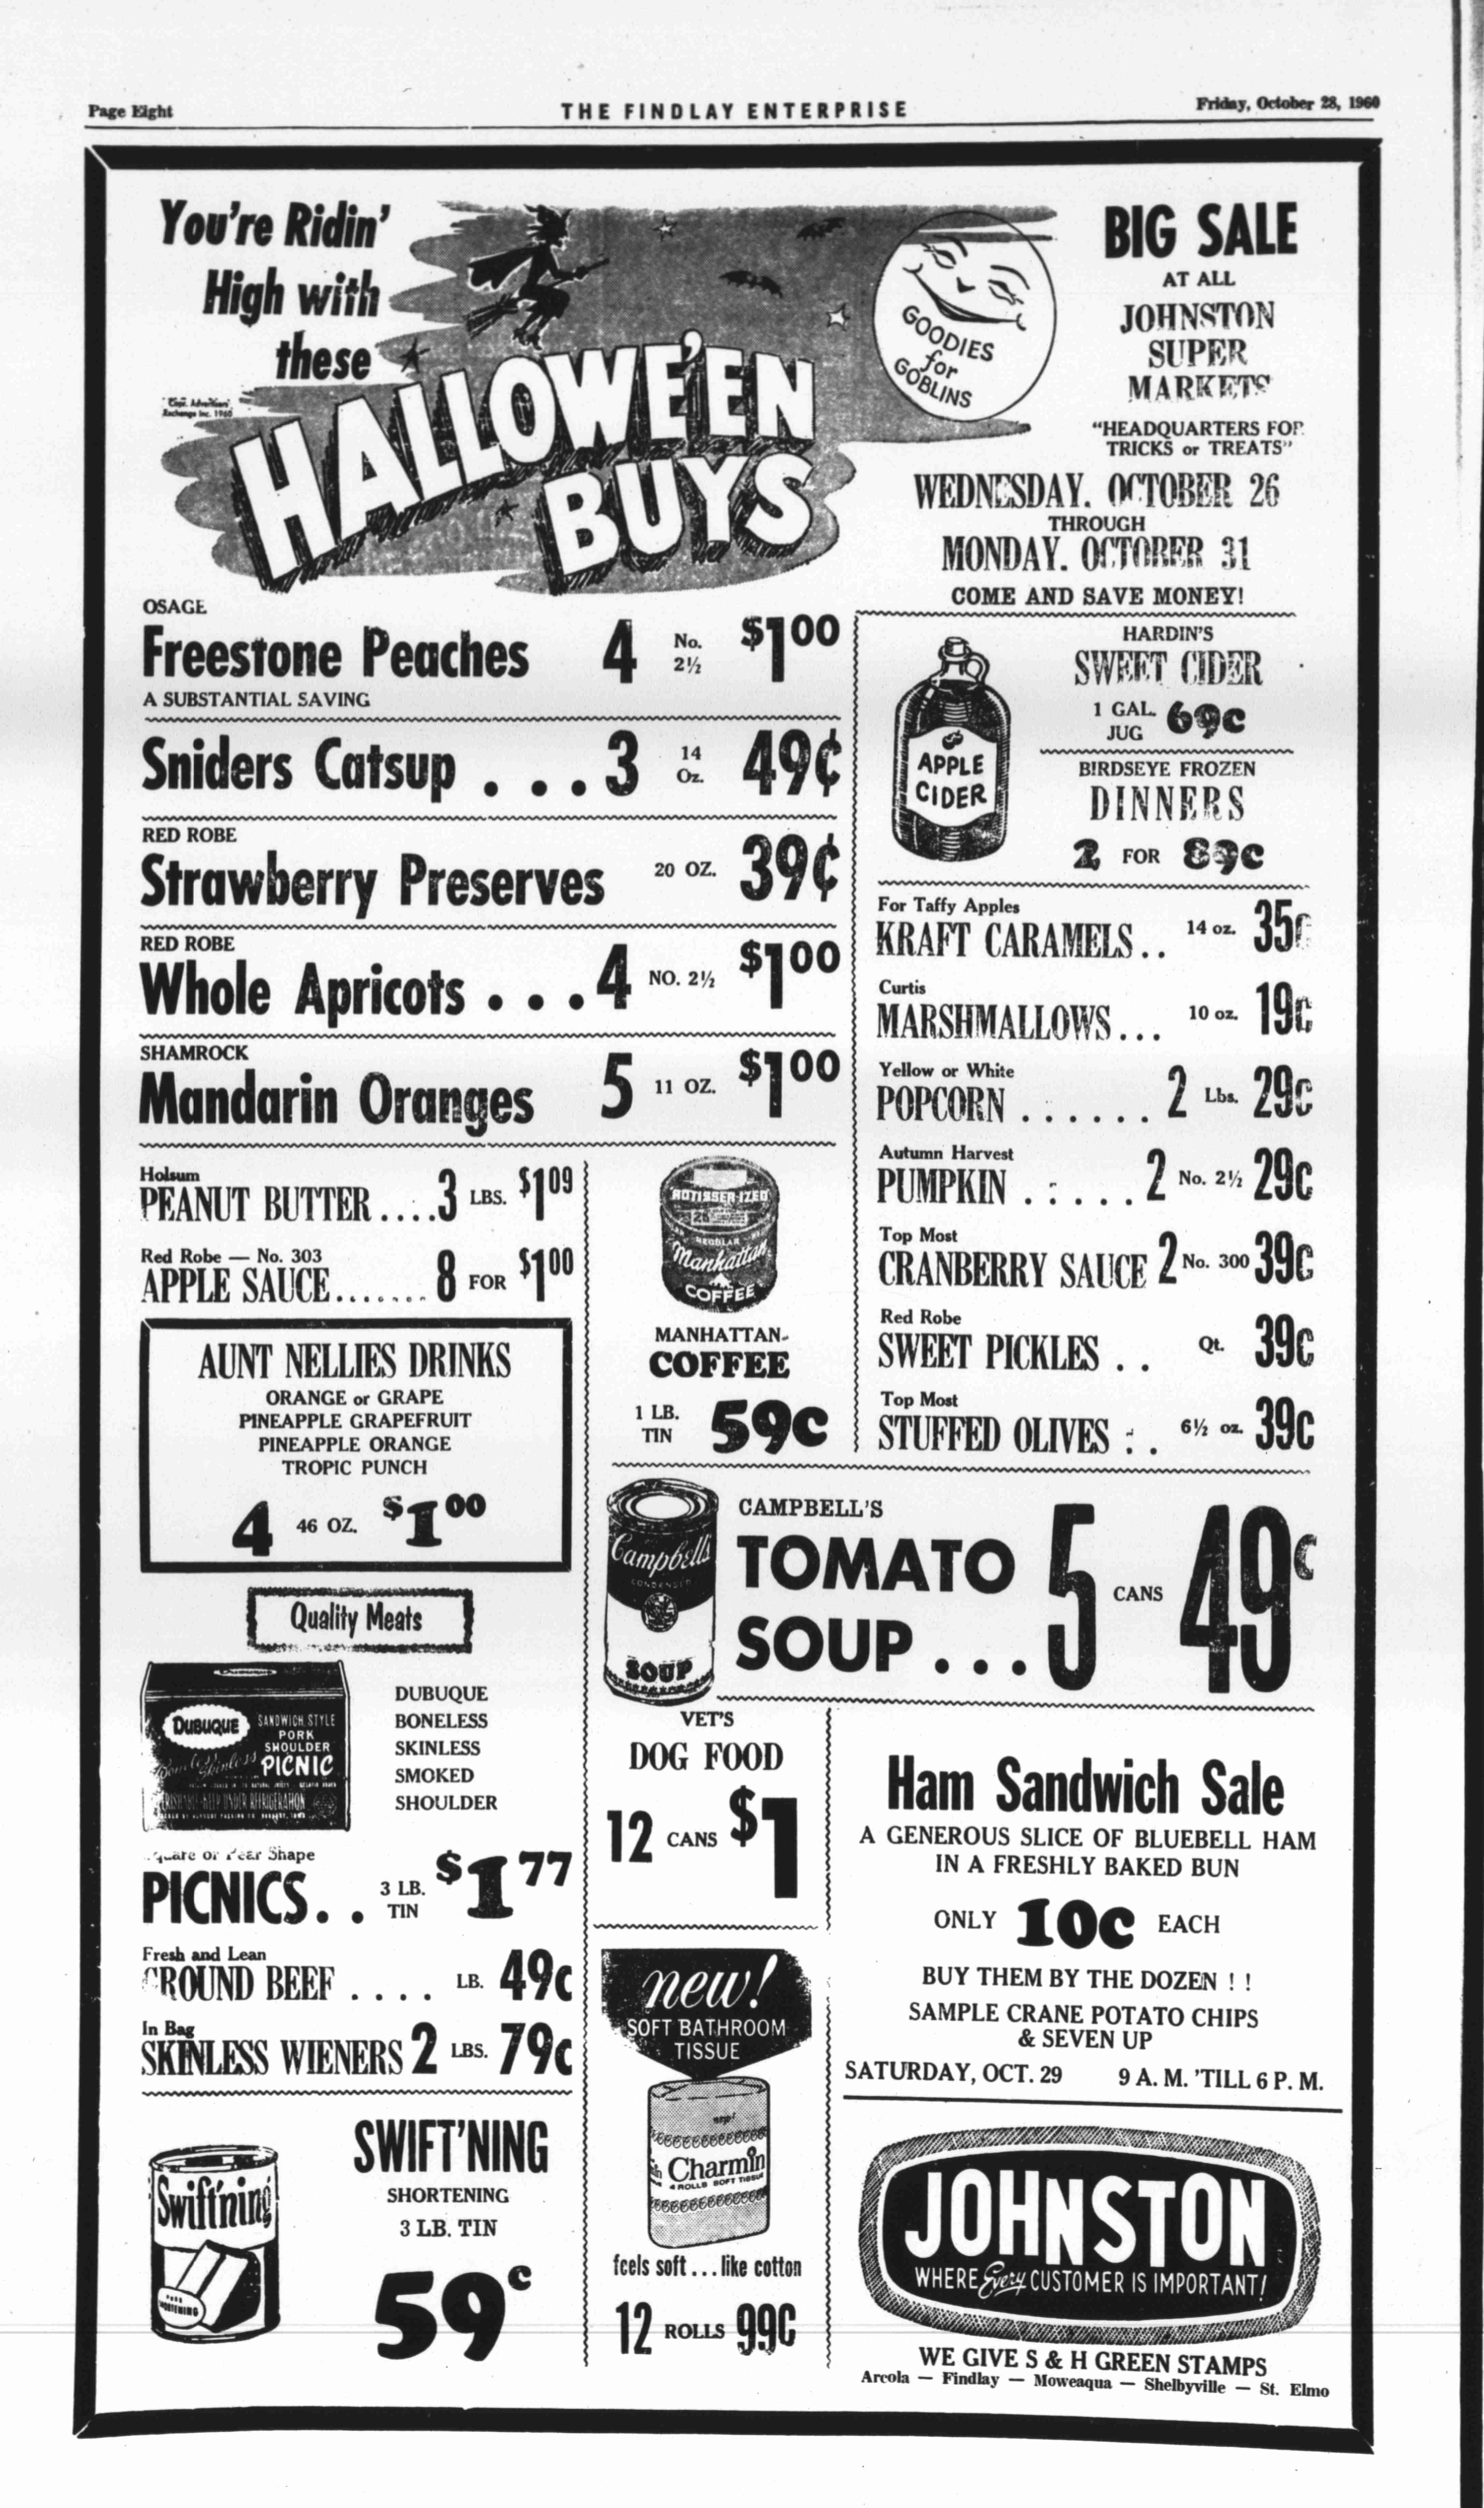 Page Eight
THE FINDLAY ENTERPRISE
Friday, October 28, 1960
You're Ridin'
High with
these
Copr. Advertisers'
Exchange Inc. 1960
HALLOWE'EN
BUYS
GOODIES
for
GOBLINS
BIG SALE
AT ALL
JOHNSTON
SUPER
MARKETS
"HEADQUARTERS FOR
TRICKS or TREATS"
WEDNESDAY, OCTOBER 26
THROUGH
MONDAY, OCTOBER 31
COME AND SAVE MONEY!
OSAGE
Freestone Peaches 4 No. 2½ $1.00
A SUBSTANTIAL SAVING
Sniders Catsup . . . 3 14 Oz. 49¢
RED ROBE
Strawberry Preserves 20 OZ. 39¢
RED ROBE
Whole Apricots . . . 4 NO. 2½ $1.00
SHAMROCK
Mandarin Oranges 5 11 OZ. $1.00
HARDIN'S
SWEET CIDER
1 GAL. JUG 69c
APPLE
CIDER
BIRDSEYE FROZEN
DINNERS
2 FOR 89c
For Taffy Apples
KRAFT CARAMELS . . 14 oz. 35c
Curtis
MARSHMALLOWS . . . 10 oz. 19c
Yellow or White
POPCORN . . . . . . 2 Lbs. 29c
Autumn Harvest
PUMPKIN . . . . . 2 No. 2½ 29c
Top Most
CRANBERRY SAUCE 2 No. 300 39c
Red Robe
SWEET PICKLES . . Qt. 39c
Top Most
STUFFED OLIVES . . 6½ oz. 39c
Holsum
PEANUT BUTTER . . . . 3 LBS. $1.09
Red Robe — No. 303
APPLE SAUCE . . . . . . . 8 FOR $1.00
AUNT NELLIES DRINKS
ORANGE or GRAPE
PINEAPPLE GRAPEFRUIT
PINEAPPLE ORANGE
TROPIC PUNCH
4 46 OZ. $1.00
ROTISSER-IZED
REGULAR
Manhattan
COFFEE
MANHATTAN
COFFEE
1 LB. TIN 59c
Campbell's
CONDENSED
SOUP
CAMPBELL'S
TOMATO
SOUP . . . 5 CANS 49c
Quality Meats
DUBUQUE
SANDWICH STYLE
PORK
SHOULDER
PICNIC
DUBUQUE
BONELESS
SKINLESS
SMOKED
SHOULDER
Square or Pear Shape
PICNICS . . 3 LB. TIN $1.77
Fresh and Lean
GROUND BEEF . . . . LB. 49c
In Bag
SKINLESS WIENERS 2 LBS. 79c
Swift'ning
SHORTENING
SWIFT'NING
SHORTENING
3 LB. TIN
59c
VET'S
DOG FOOD
12 CANS $1
new!
SOFT BATHROOM
TISSUE
Charmin
4 ROLLS SOFT TISSUE
feels soft . . . like cotton
12 ROLLS 99c
Ham Sandwich Sale
A GENEROUS SLICE OF BLUEBELL HAM
IN A FRESHLY BAKED BUN
ONLY 10c EACH
BUY THEM BY THE DOZEN ! !
SAMPLE CRANE POTATO CHIPS
& SEVEN UP
SATURDAY, OCT. 29 9 A. M. 'TILL 6 P. M.
JOHNSTON
WHERE Every CUSTOMER IS IMPORTANT!
WE GIVE S & H GREEN STAMPS
Arcola — Findlay — Moweaqua — Shelbyville — St. Elmo